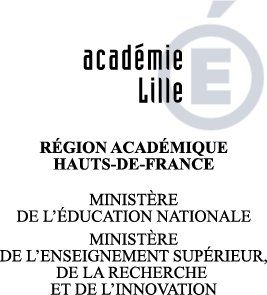 académie
Lille
É
RÉGION ACADÉMIQUE
HAUTS-DE-FRANCE
MINISTÈRE
DE L'ÉDUCATION NATIONALE
MINISTÈRE
DE L'ENSEIGNEMENT SUPÉRIEUR,
DE LA RECHERCHE
ET DE L'INNOVATION